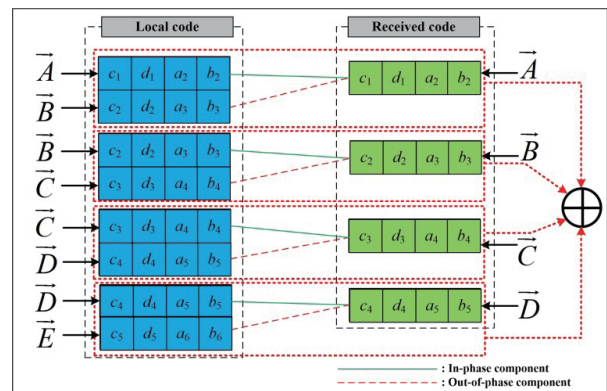 Local code Received code
A c1 d1 a2 b2 c1 d1 a2 b2 A
B c2 d2 a3 b3
B c2 d2 a3 b3 c2 d2 a3 b3 B
C c3 d3 a4 b4
C c3 d3 a4 b4 c3 d3 a4 b4
D c4 d4 a5 b5 C
D c4 d4 a5 b5 c4 d4 a5 b5 D
E c5 d5 a6 b6
: In-phase component
: Out-of-phase component